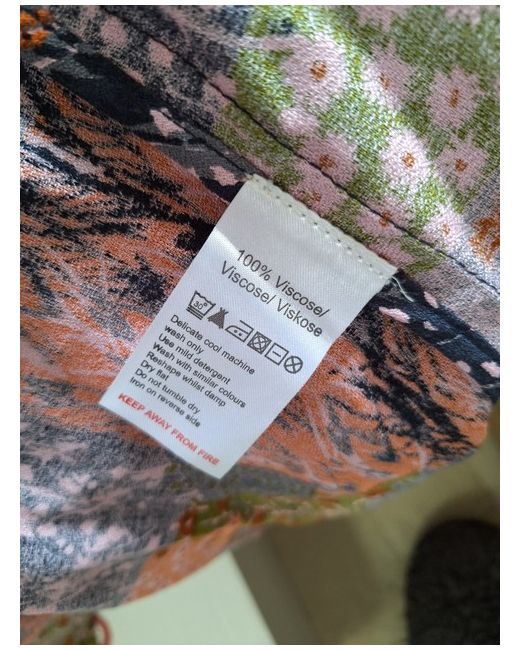 100% Viscose/
Viscose/ Viskose
30°
Delicate cool machine
wash only
Use mild detergent
Wash with similar colours
Reshape whilst damp
Dry flat
Do not tumble dry
Iron on reverse side
KEEP AWAY FROM FIRE